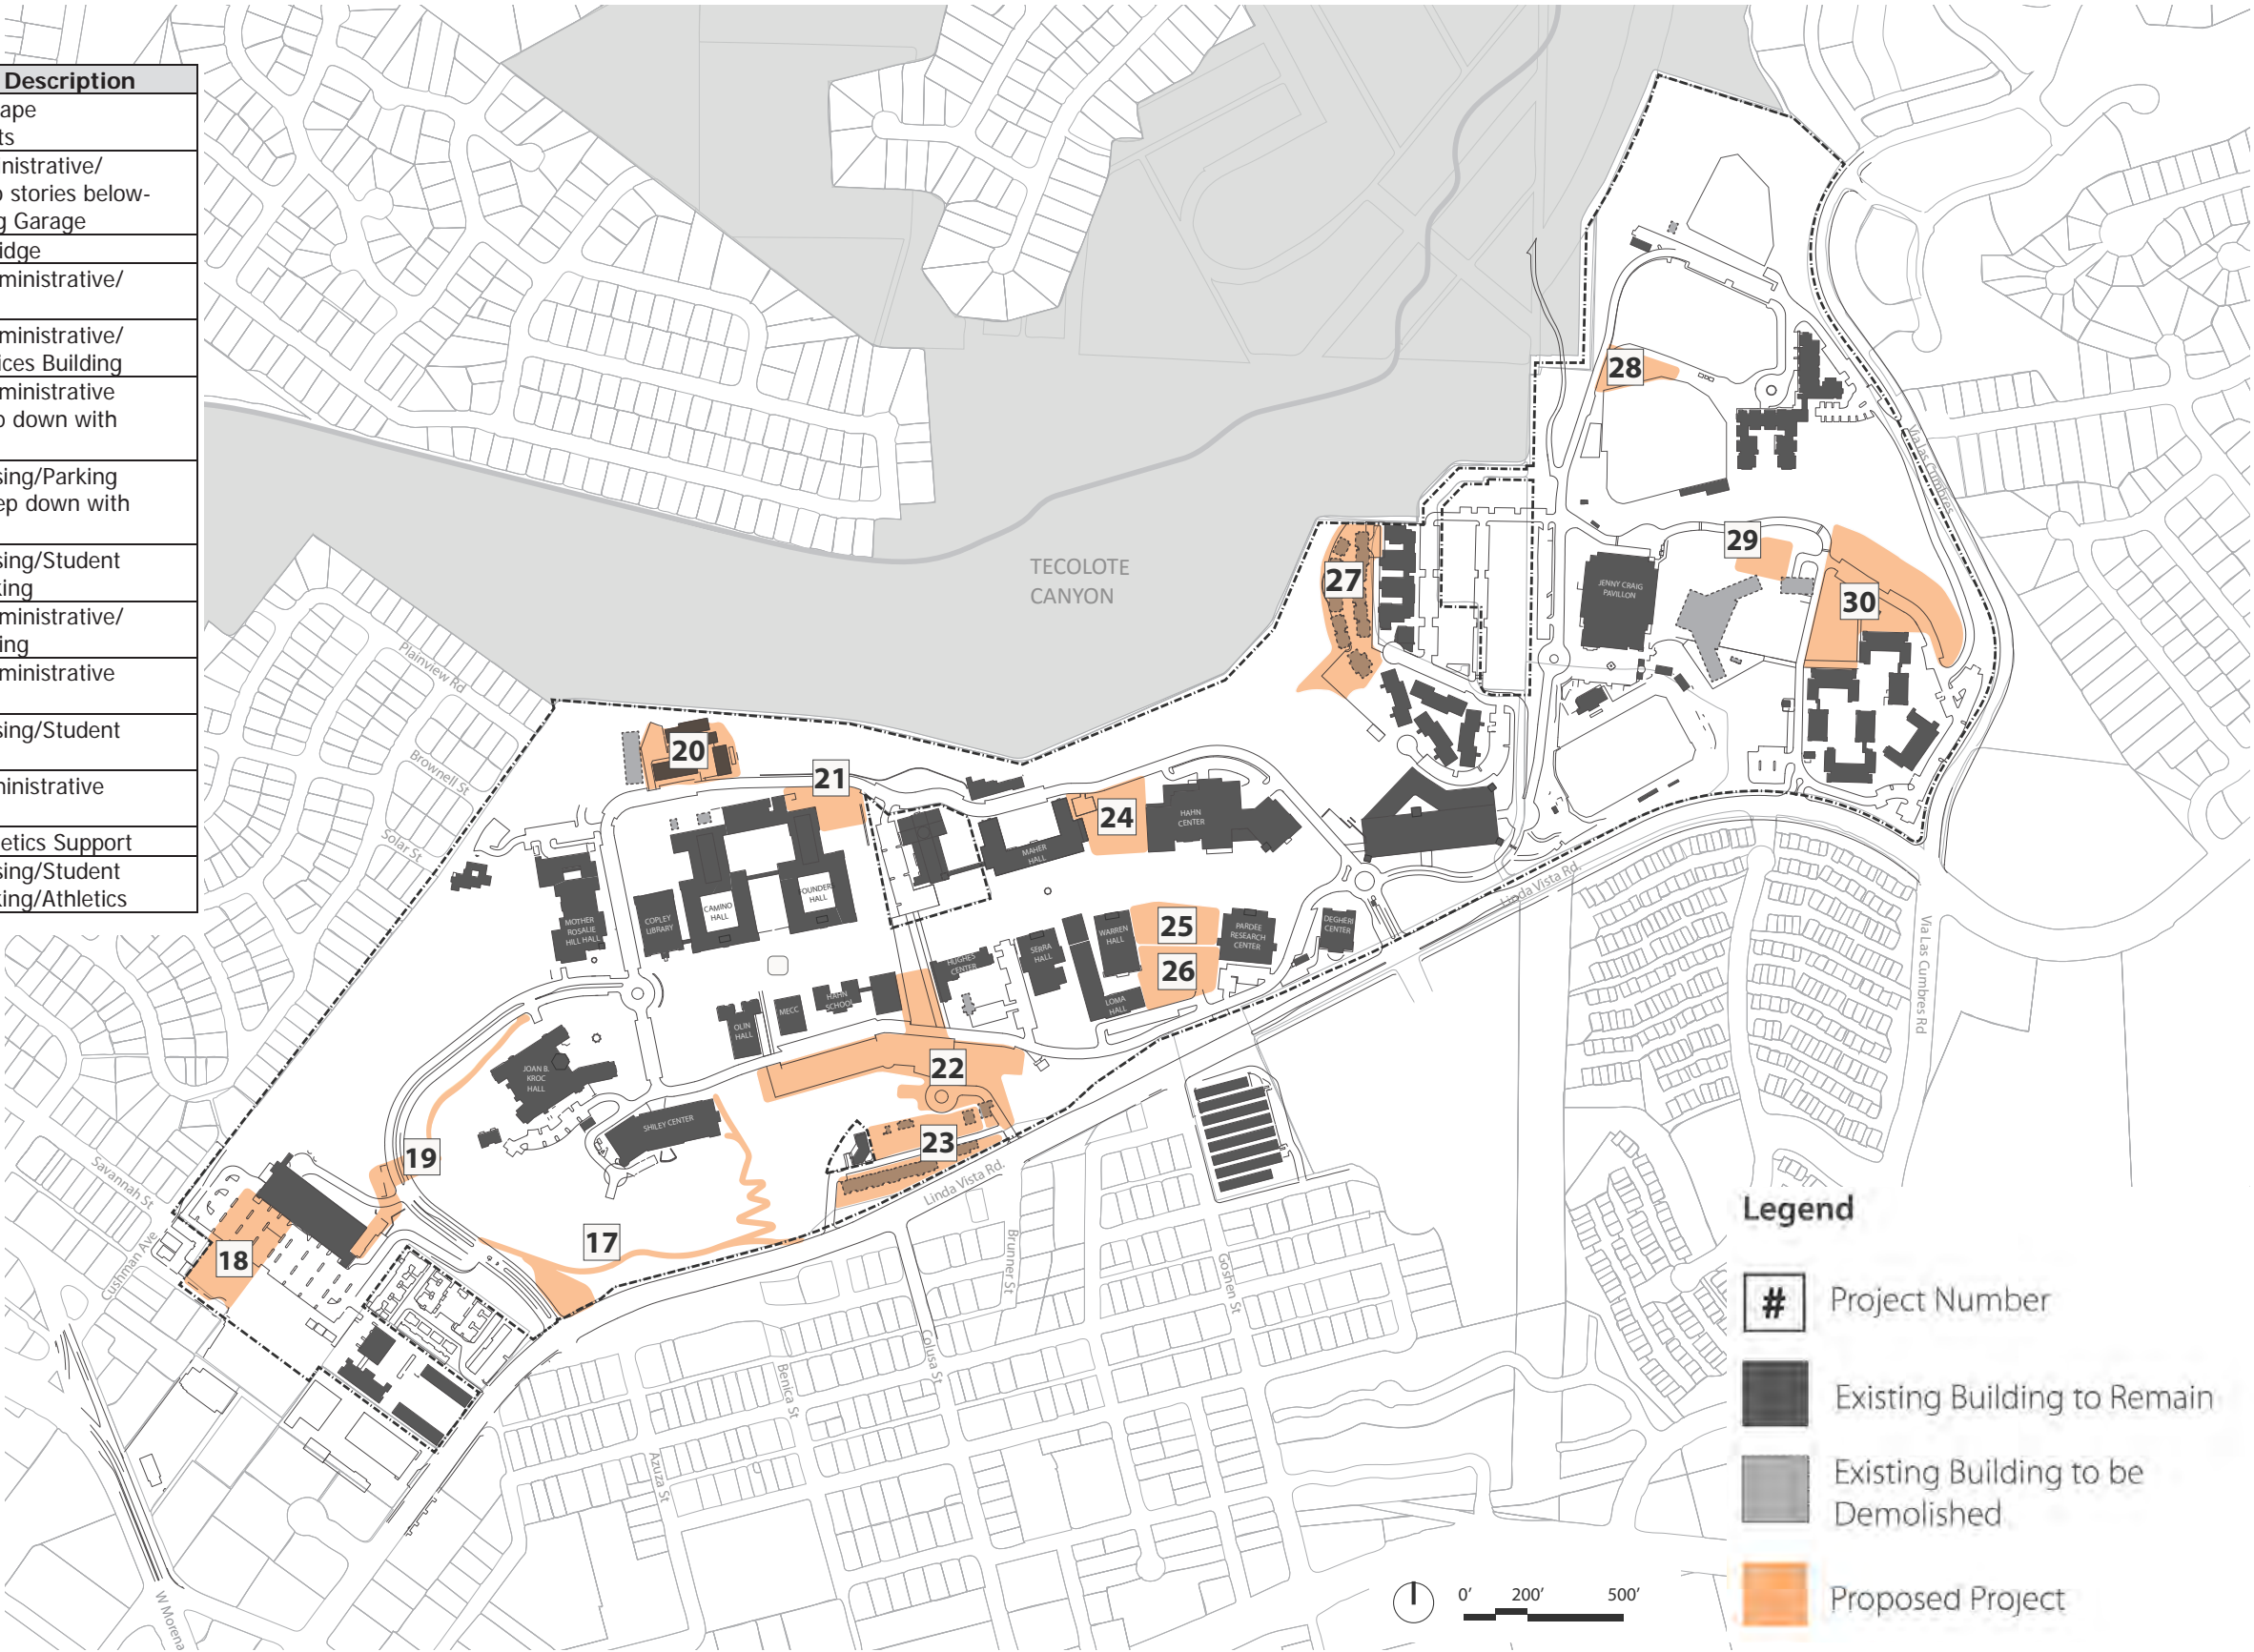 Description
ape
ts
nistrative/
o stories below-
g Garage
idge
ministrative/
ministrative/
ices Building
ministrative
o down with
sing/Parking
ep down with
sing/Student
king
ministrative/
ing
ministrative
sing/Student
ministrative
letics Support
sing/Student
king/Athletics
TECOLOTE
CANYON
28
29
27
JENNY CRAIG
PAVILLON
30
Via Las Cumbres
Plainview Rd
Brownell St
Solar St
20
21
24
HAHN
CENTER
MAHER
HALL
MOTHER
ROSALIE
HILL HALL
COPLEY
LIBRARY
CAMINO
HALL
FOUNDERS
HALL
25
26
WARREN
HALL
PARDEE
RESEARCH
CENTER
DEGHERI
CENTER
SERRA
HALL
HUGHES
CENTER
LOMA
HALL
HAHN
SCHOOL
MECC
OLIN
HALL
Linda Vista Rd.
Via Las Cumbres Rd
JOAN B.
KROC
HALL
SHILEY CENTER
22
23
Linda Vista Rd.
19
18
17
Savannah St
Cushman Ave
Brunner St
Goshen St
Colusa St
Benica St
Azuza St
W Morena
Legend
# Project Number
Existing Building to Remain
Existing Building to be
Demolished
Proposed Project
0' 200' 500'